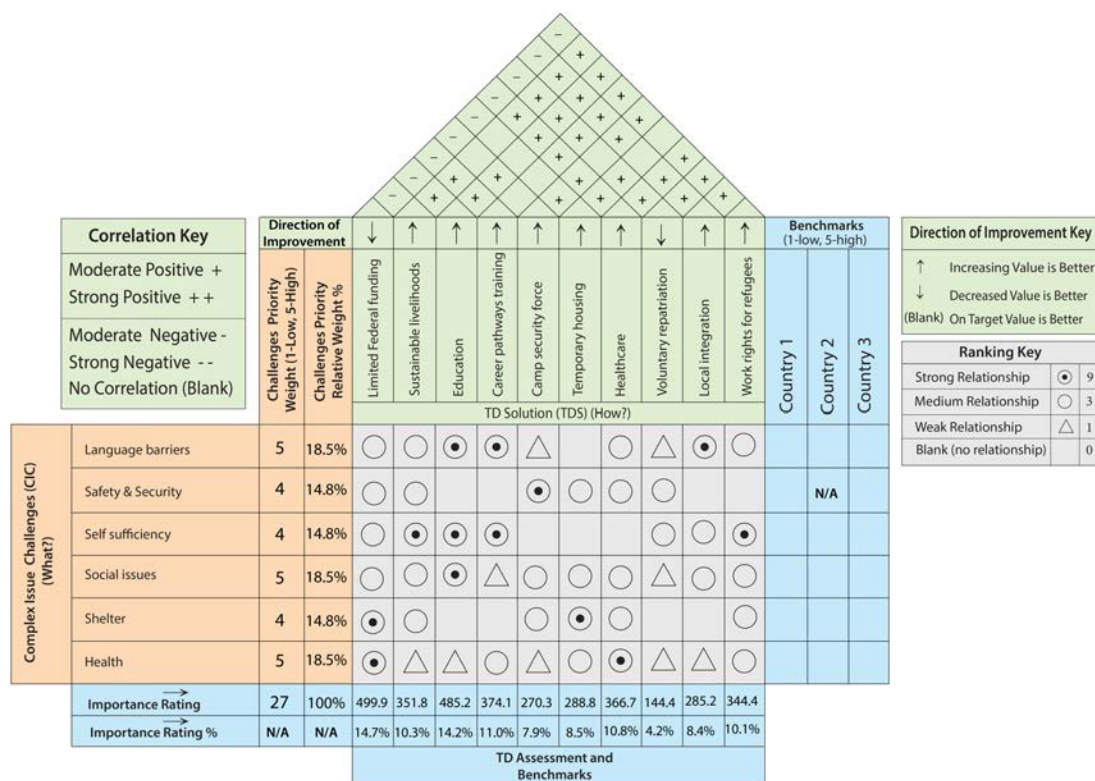 Correlation Key
Moderate Positive +
Strong Positive ++
Moderate Negative -
Strong Negative --
No Correlation (Blank)
Direction of
Improvement
Challenges Priority
Weight (1-Low, 5-High)
Challenges Priority
Relative Weight %
Limited Federal funding
Sustainable livelihoods
Education
Career pathways training
Camp security force
Temporary housing
Healthcare
Voluntary repatriation
Local integration
Work rights for refugees
TD Solution (TDS) (How?)
Benchmarks
(1-low, 5-high)
Country 1
Country 2
Country 3
Direction of Improvement Key
↑ Increasing Value is Better
↓ Decreased Value is Better
(Blank) On Target Value is Better
Ranking Key
Strong Relationship 9
Medium Relationship 3
Weak Relationship 1
Blank (no relationship) 0
Complex Issue Challenges (CIC)
(What?)
Language barriers 5 18.5%
Safety & Security 4 14.8% N/A
Self sufficiency 4 14.8%
Social issues 5 18.5%
Shelter 4 14.8%
Health 5 18.5%
Importance Rating 27 100% 499.9 351.8 485.2 374.1 270.3 288.8 366.7 144.4 285.2 344.4
Importance Rating % N/A N/A 14.7% 10.3% 14.2% 11.0% 7.9% 8.5% 10.8% 4.2% 8.4% 10.1%
TD Assessment and
Benchmarks